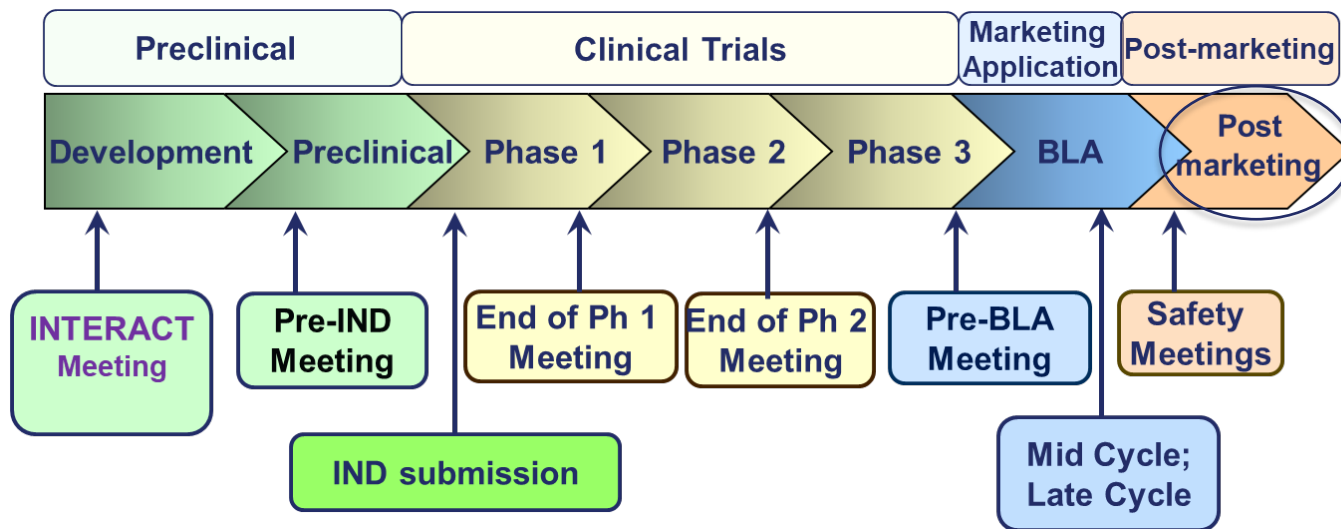 Preclinical
Clinical Trials
Marketing
Application
Post-marketing
Development
Preclinical
Phase 1
Phase 2
Phase 3
BLA
Post
marketing
INTERACT
Meeting
Pre-IND
Meeting
End of Ph 1
Meeting
End of Ph 2
Meeting
Pre-BLA
Meeting
Safety
Meetings
IND submission
Mid Cycle;
Late Cycle